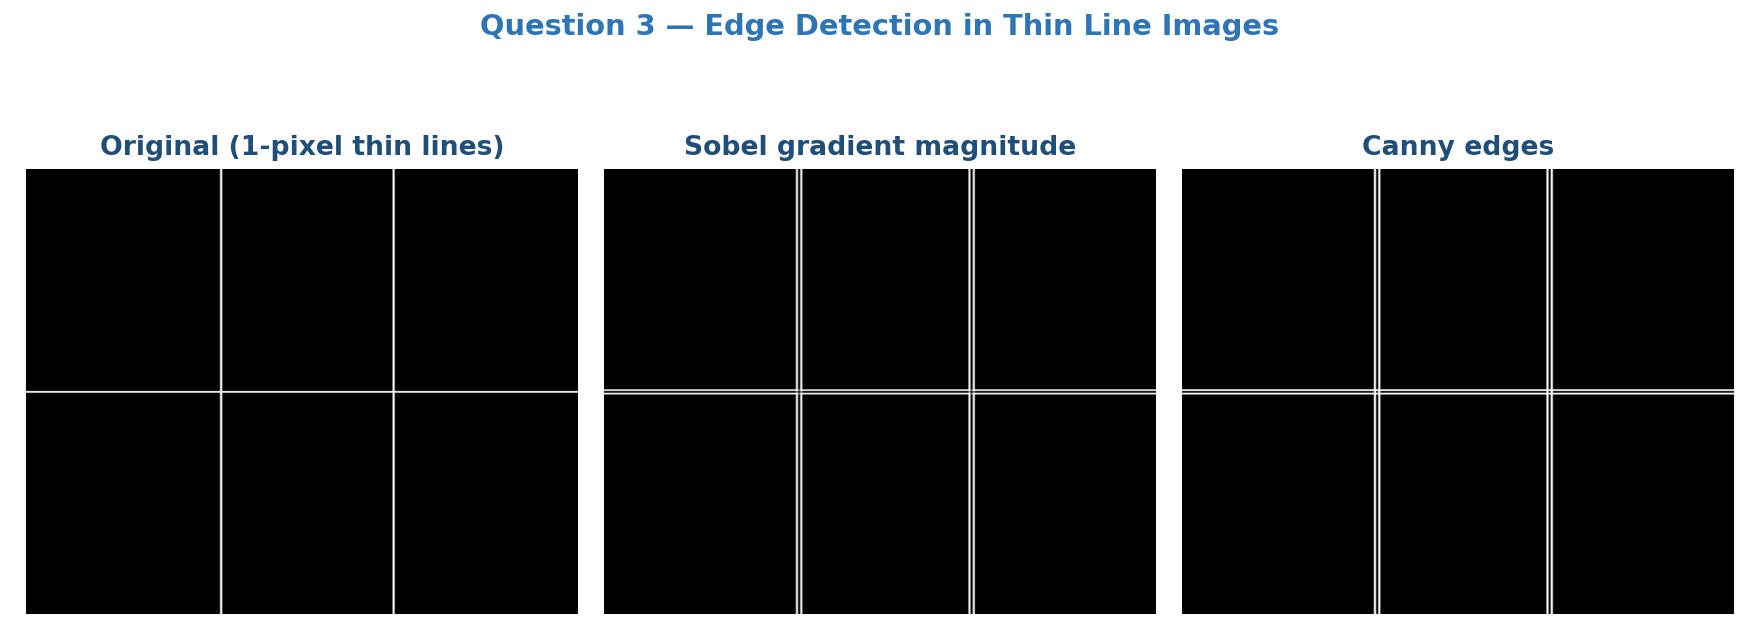 Question 3 — Edge Detection in Thin Line Images
Original (1-pixel thin lines)
Sobel gradient magnitude
Canny edges